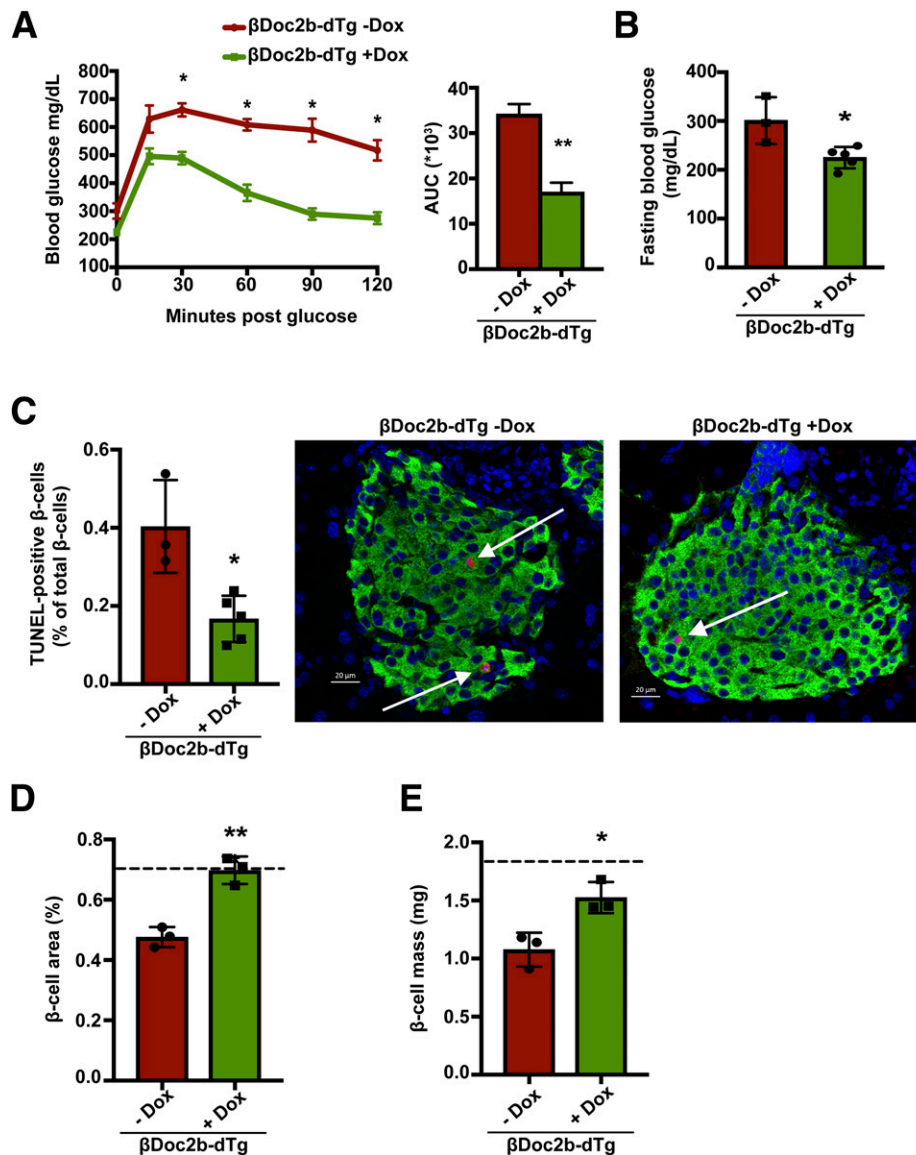 A
βDoc2b-dTg -Dox
βDoc2b-dTg +Dox
Blood glucose mg/dL
800
700
600
500
400
300
200
100
* * * *
0 30 60 90 120
Minutes post glucose
AUC (*10³)
40
30
20
10
0
**
- Dox
+ Dox
βDoc2b-dTg
B
Fasting blood glucose
(mg/dL)
400
300
200
100
0
*
- Dox
+ Dox
βDoc2b-dTg
C
TUNEL-positive β-cells
(% of total β-cells)
0.6
0.4
0.2
0.0
*
- Dox
+ Dox
βDoc2b-dTg
βDoc2b-dTg -Dox
20 µm
βDoc2b-dTg +Dox
20 µm
D
β-cell area (%)
0.8
0.6
0.4
0.2
0.0
**
- Dox
+ Dox
βDoc2b-dTg
E
β-cell mass (mg)
2.0
1.5
1.0
0.5
0.0
*
- Dox
+ Dox
βDoc2b-dTg